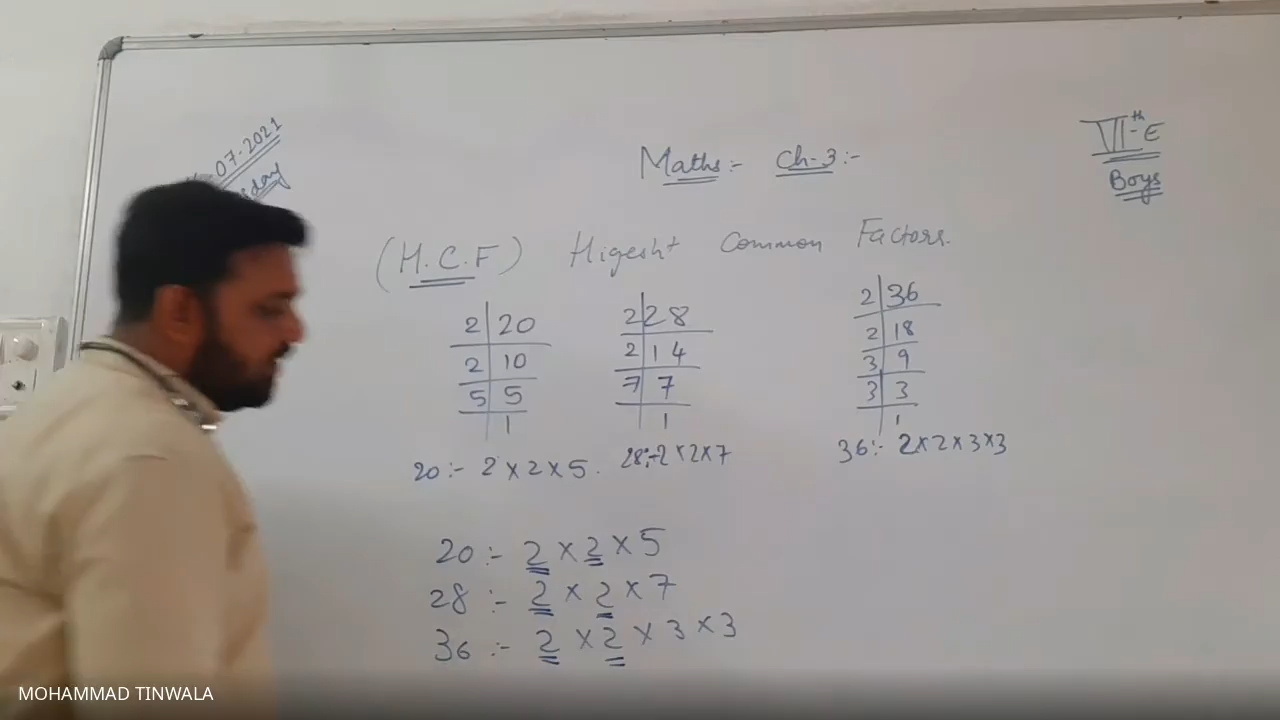 07.2021
Maths:- Ch-3:-
VIth-E
Boys
(H.C.F) Higesht Common Factors.
2 20
2 10
5 5
1
20:- 2 × 2 × 5.
2 28
2 14
7 7
1
28:- 2 × 2 × 7
2 36
2 18
3 9
3 3
1
36:- 2 × 2 × 3 × 3
20 :- 2 × 2 × 5
28 :- 2 × 2 × 7
36 :- 2 × 2 × 3 × 3
MOHAMMAD TINWALA